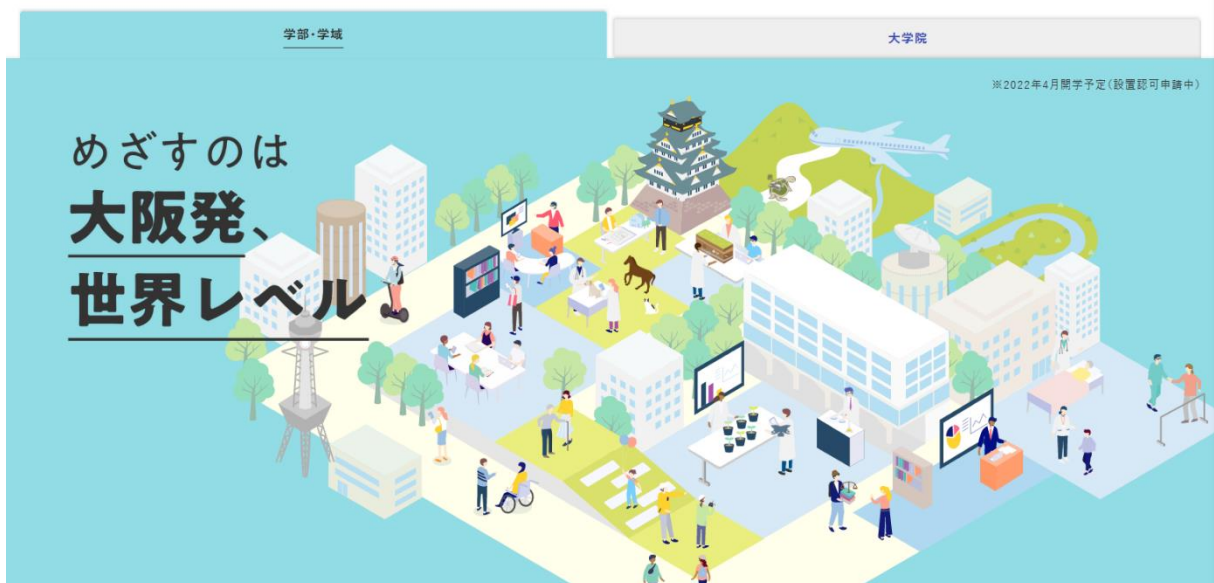 学部・学域
大学院
※2022年4月開学予定(設置認可申請中)
めざすのは
大阪発、
世界レベル